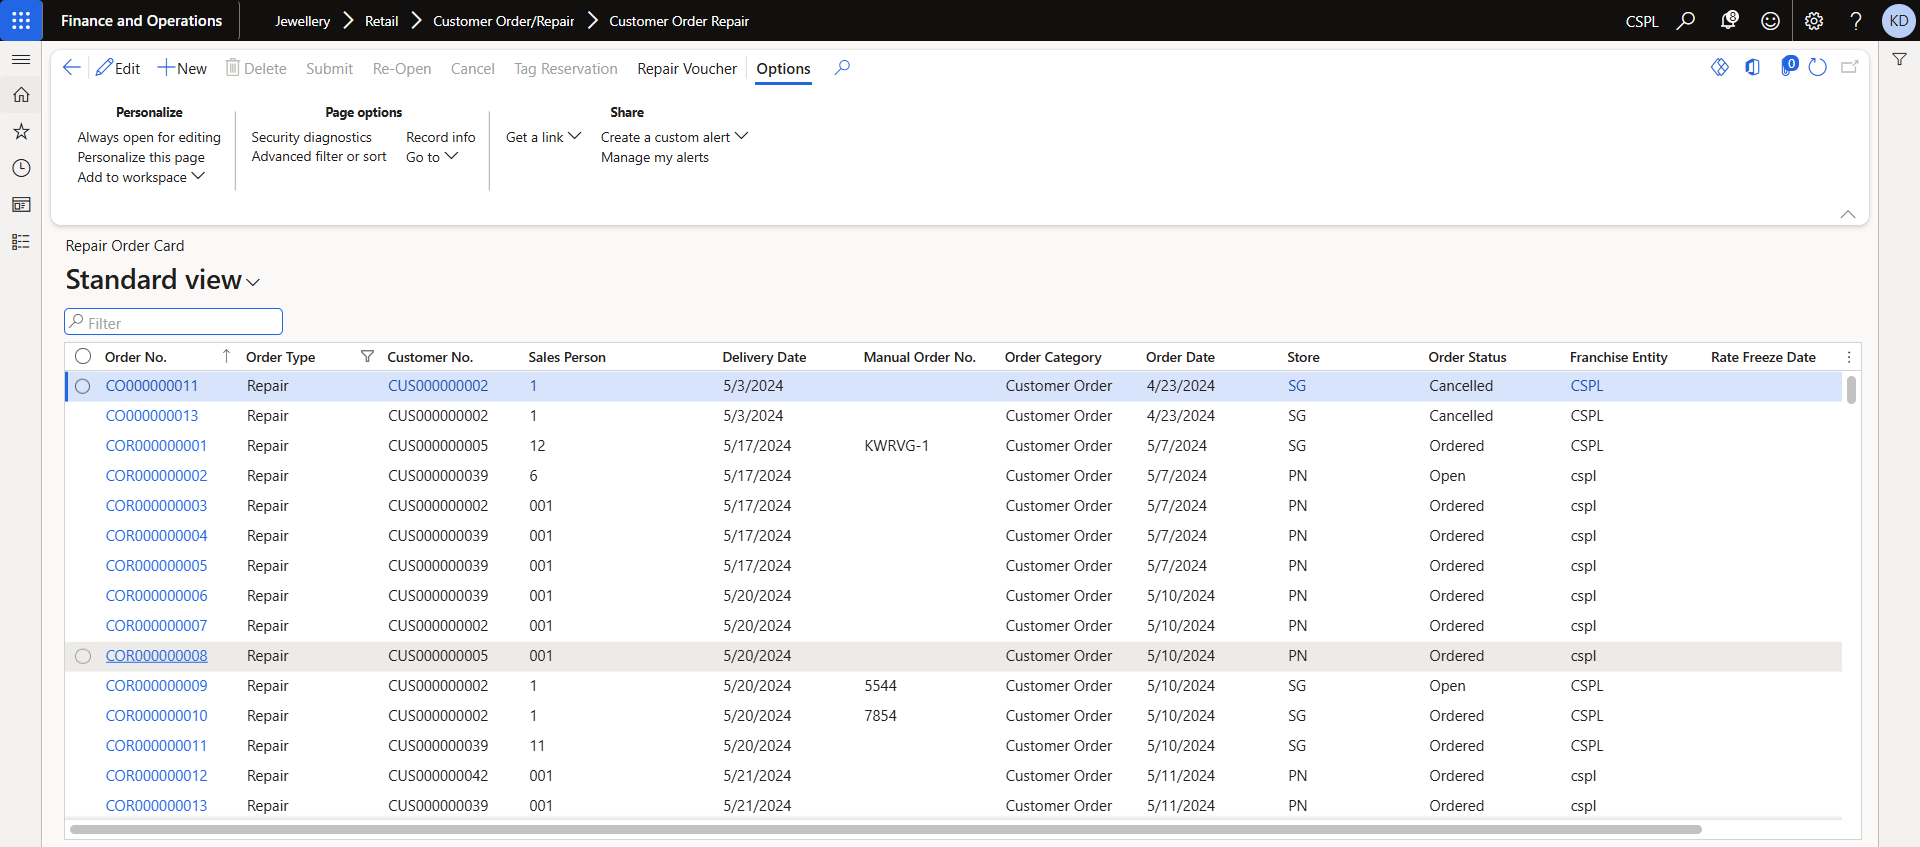 Finance and Operations Jewellery Retail Customer Order/Repair Customer Order Repair CSPL 8 ? KD
Edit New Delete Submit Re-Open Cancel Tag Reservation Repair Voucher Options 0
Personalize Page options Share
Always open for editing Security diagnostics Record info Get a link Create a custom alert
Personalize this page Advanced filter or sort Go to Manage my alerts
Add to workspace
Repair Order Card
Standard view
Filter
Order No. Order Type Customer No. Sales Person Delivery Date Manual Order No. Order Category Order Date Store Order Status Franchise Entity Rate Freeze Date
CO000000011 Repair CUS000000002 1 5/3/2024 Customer Order 4/23/2024 SG Cancelled CSPL
CO000000013 Repair CUS000000002 1 5/3/2024 Customer Order 4/23/2024 SG Cancelled CSPL
COR000000001 Repair CUS000000005 12 5/17/2024 KWRVG-1 Customer Order 5/7/2024 SG Ordered CSPL
COR000000002 Repair CUS000000039 6 5/17/2024 Customer Order 5/7/2024 PN Open cspl
COR000000003 Repair CUS000000002 001 5/17/2024 Customer Order 5/7/2024 PN Ordered cspl
COR000000004 Repair CUS000000039 001 5/17/2024 Customer Order 5/7/2024 PN Ordered cspl
COR000000005 Repair CUS000000039 001 5/17/2024 Customer Order 5/7/2024 PN Ordered cspl
COR000000006 Repair CUS000000039 001 5/20/2024 Customer Order 5/10/2024 PN Ordered cspl
COR000000007 Repair CUS000000002 001 5/20/2024 Customer Order 5/10/2024 PN Ordered cspl
COR000000008 Repair CUS000000005 001 5/20/2024 Customer Order 5/10/2024 PN Ordered cspl
COR000000009 Repair CUS000000002 1 5/20/2024 5544 Customer Order 5/10/2024 SG Open CSPL
COR000000010 Repair CUS000000002 1 5/20/2024 7854 Customer Order 5/10/2024 SG Ordered CSPL
COR000000011 Repair CUS000000039 11 5/20/2024 Customer Order 5/10/2024 SG Ordered CSPL
COR000000012 Repair CUS000000042 001 5/21/2024 Customer Order 5/11/2024 PN Ordered cspl
COR000000013 Repair CUS000000039 001 5/21/2024 Customer Order 5/11/2024 PN Ordered cspl